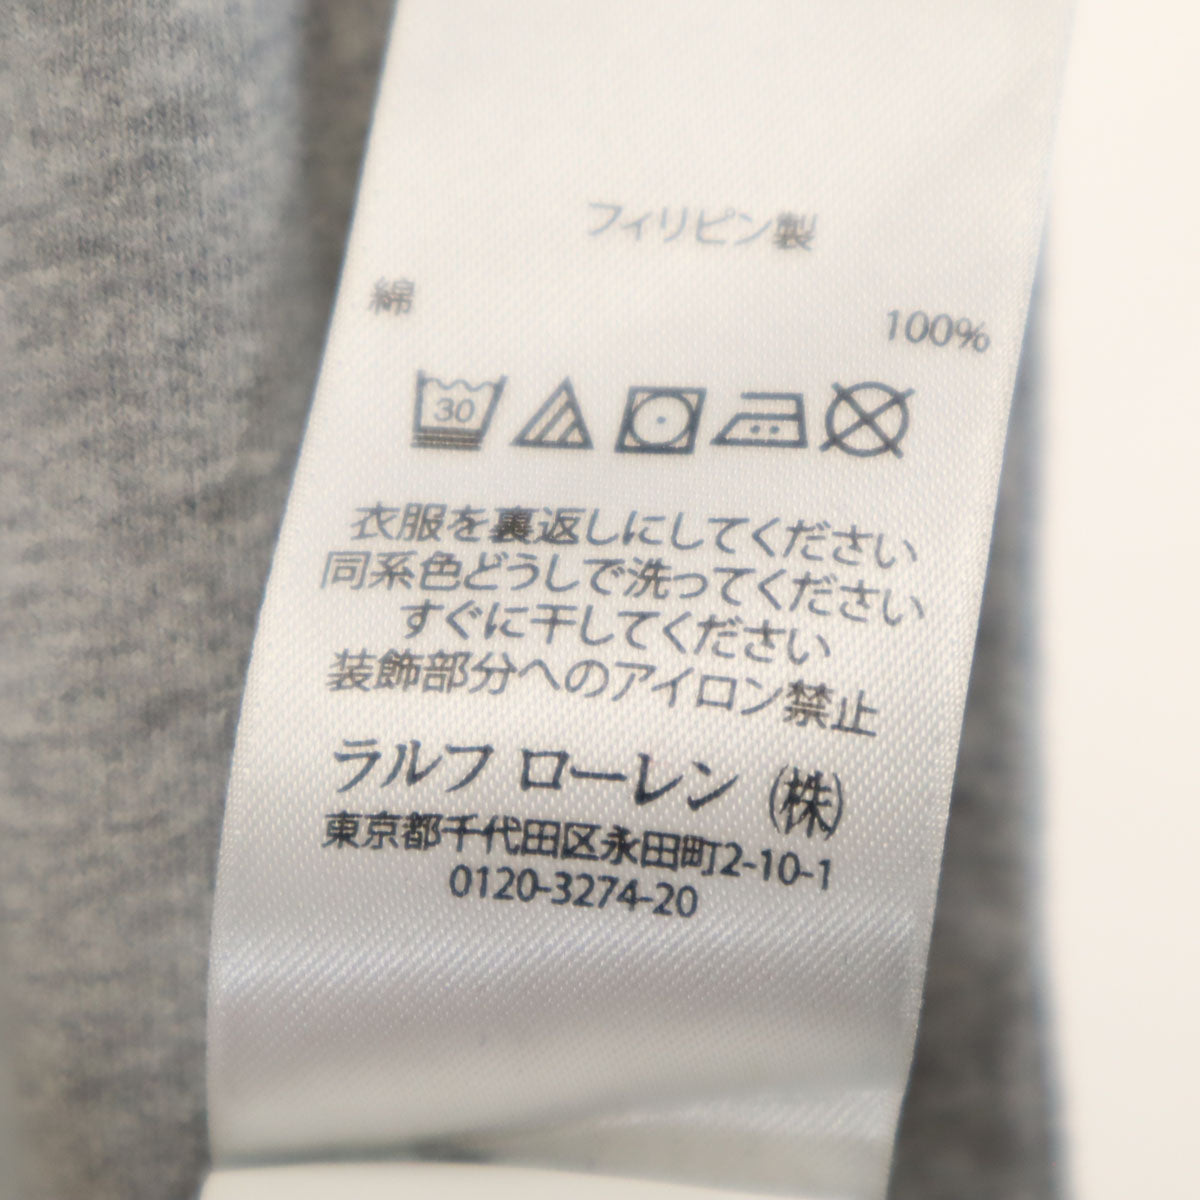 フィリピン製
綿 100%
30
衣服を裏返しにしてください
同系色どうしで洗ってください
すぐに干してください
装飾部分へのアイロン禁止
ラルフ ローレン (株)
東京都千代田区永田町2-10-1
0120-3274-20